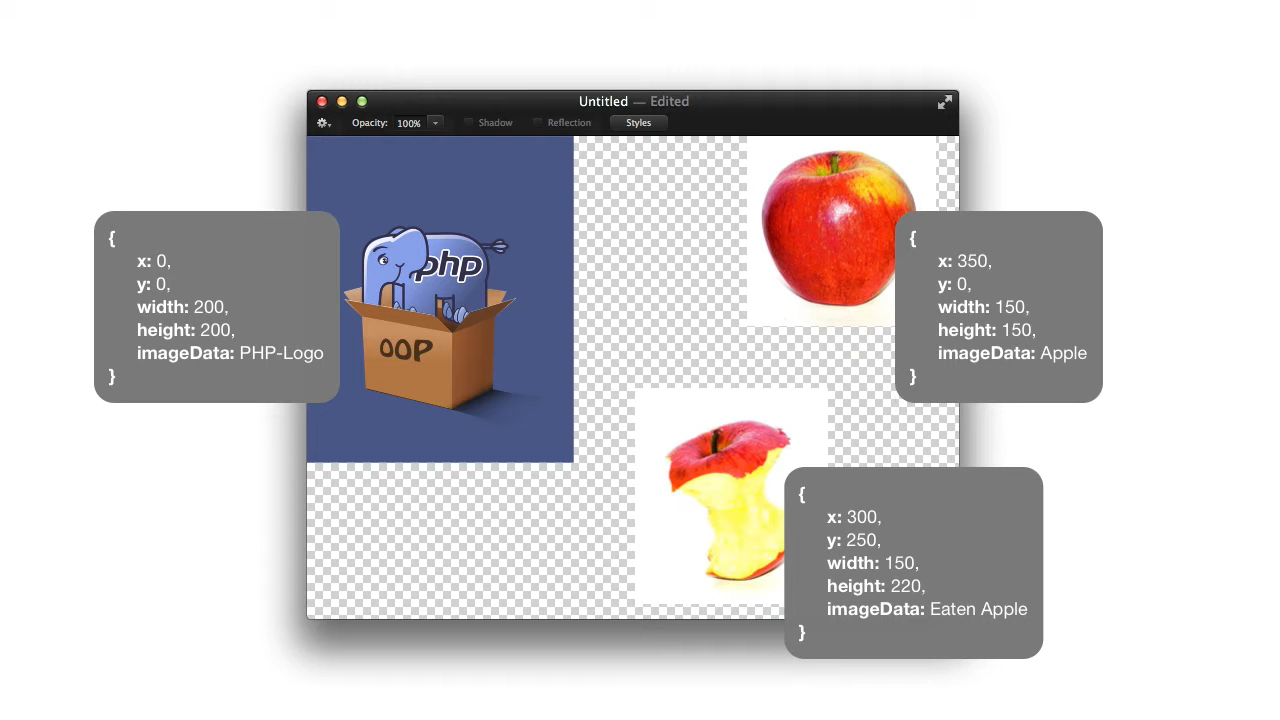 Untitled — Edited
Opacity: 100% Shadow Reflection Styles
php
OOP
{
x: 0,
y: 0,
width: 200,
height: 200,
imageData: PHP-Logo
}
{
x: 350,
y: 0,
width: 150,
height: 150,
imageData: Apple
}
{
x: 300,
y: 250,
width: 150,
height: 220,
imageData: Eaten Apple
}